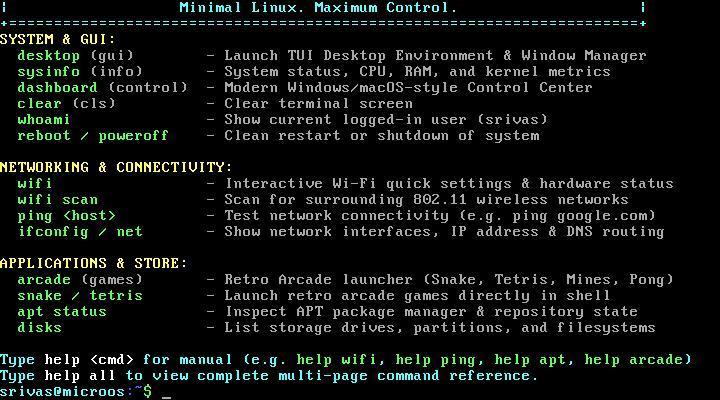 ¦ Minimal Linux. Maximum Control. ¦
+======================================================================+
SYSTEM & GUI:
desktop (gui) - Launch TUI Desktop Environment & Window Manager
sysinfo (info) - System status, CPU, RAM, and kernel metrics
dashboard (control) - Modern Windows/macOS-style Control Center
clear (cls) - Clear terminal screen
whoami - Show current logged-in user (srivas)
reboot / poweroff - Clean restart or shutdown of system
NETWORKING & CONNECTIVITY:
wifi - Interactive Wi-Fi quick settings & hardware status
wifi scan - Scan for surrounding 802.11 wireless networks
ping <host> - Test network connectivity (e.g. ping google.com)
ifconfig / net - Show network interfaces, IP address & DNS routing
APPLICATIONS & STORE:
arcade (games) - Retro Arcade launcher (Snake, Tetris, Mines, Pong)
snake / tetris - Launch retro arcade games directly in shell
apt status - Inspect APT package manager & repository state
disks - List storage drives, partitions, and filesystems
Type help <cmd> for manual (e.g. help wifi, help ping, help apt, help arcade)
Type help all to view complete multi-page command reference.
srivas@microos:~$ _